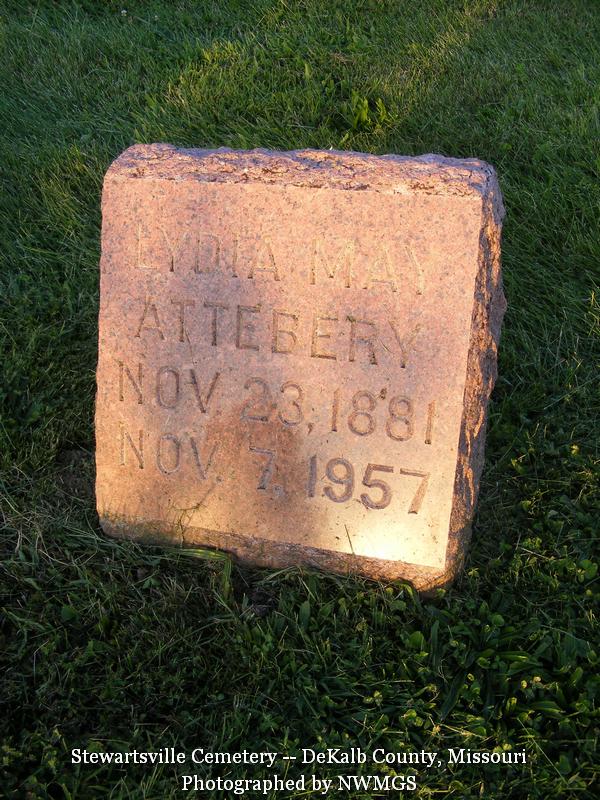 LYDIA MAY
ATTEBERY
NOV. 23, 1881
NOV. 7, 1957
Stewartsville Cemetery -- DeKalb County, Missouri
Photographed by NWMGS